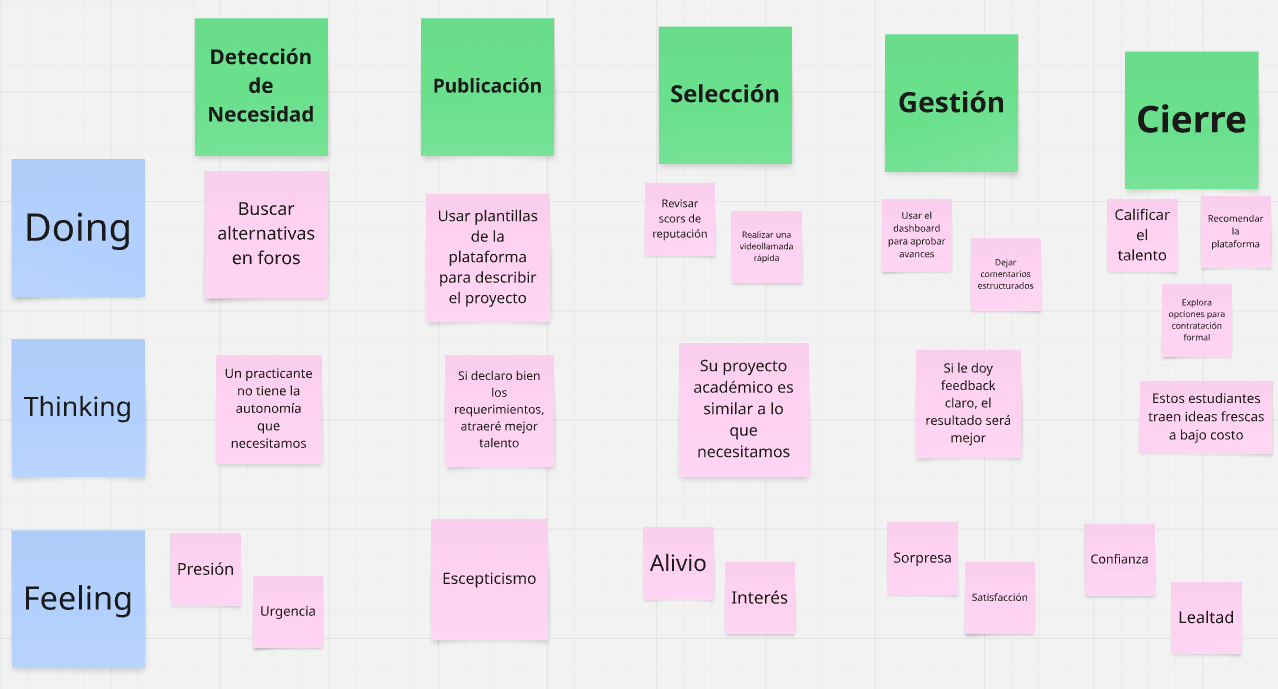 Detección
de
Necesidad
Publicación
Selección
Gestión
Cierre
Doing
Buscar
alternativas
en foros
Usar plantillas
de la
plataforma
para describir
el proyecto
Revisar
scors de
reputación
Realizar una
videollamada
rápida
Usar el
dashboard
para aprobar
avances
Dejar
comentarios
estructurados
Calificar
el
talento
Recomendar
la
plataforma
Explora
opciones para
contratación
formal
Thinking
Un practicante
no tiene la
autonomía
que
necesitamos
Si declaro bien
los
requerimientos,
atraeré mejor
talento
Su proyecto
académico es
similar a lo
que
necesitamos
Si le doy
feedback
claro, el
resultado será
mejor
Estos estudiantes
traen ideas frescas
a bajo costo
Feeling
Presión
Urgencia
Escepticismo
Alivio
Interés
Sorpresa
Satisfacción
Confianza
Lealtad